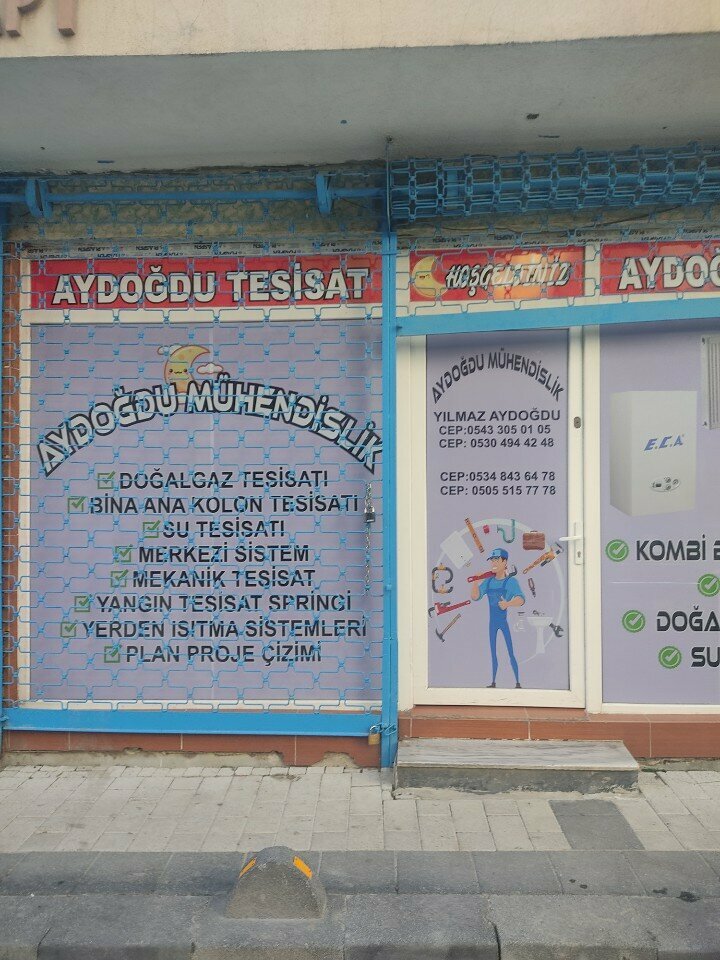 AYDOĞDU TESİSAT
HOŞGELDİNİZ
AYDOĞ
AYDOĞDU MÜHENDİSLİK
DOĞALGAZ TESİSATI
BİNA ANA KOLON TESİSATI
SU TESİSATI
MERKEZİ SİSTEM
MEKANİK TESİSAT
YANGIN TESİSAT SPRİNCİ
YERDEN ISITMA SİSTEMLERİ
PLAN PROJE ÇİZİMİ
AYDOĞDU MÜHENDİSLİK
YILMAZ AYDOĞDU
CEP:0543 305 01 05
CEP: 0530 494 42 48
CEP:0534 843 64 78
CEP: 0505 515 77 78
E.C.A
KOMBİ
DOĞA
SU